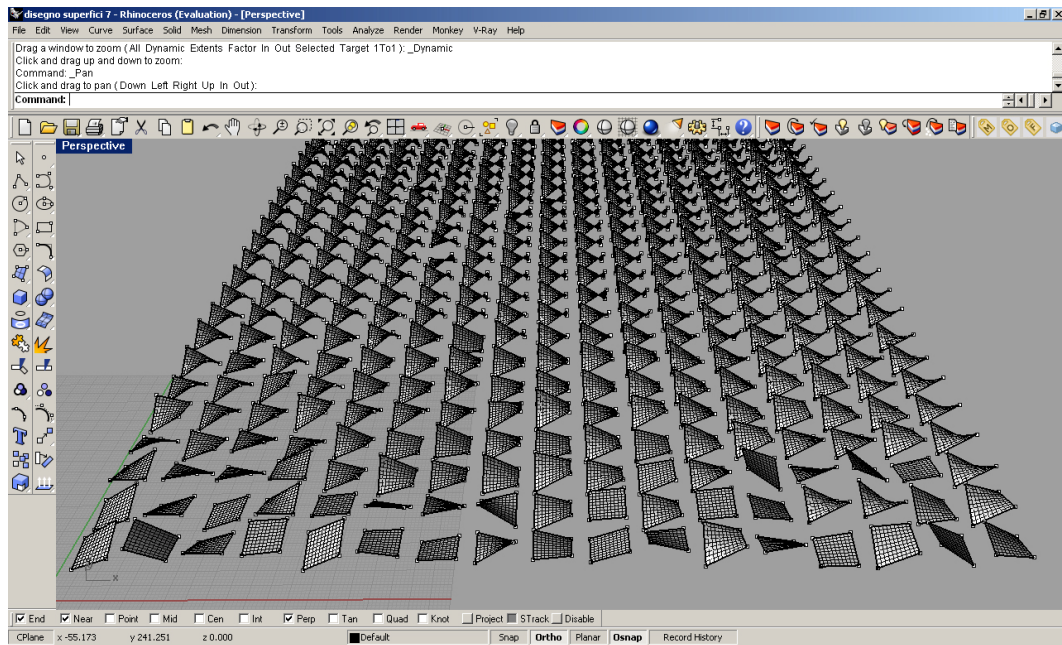 disegno superfici 7 - Rhinoceros (Evaluation) - [Perspective]
File Edit View Curve Surface Solid Mesh Dimension Transform Tools Analyze Render Monkey V-Ray Help
Drag a window to zoom ( All Dynamic Extents Factor In Out Selected Target 1To1 ): _Dynamic
Click and drag up and down to zoom:
Command: _Pan
Click and drag to pan ( Down Left Right Up In Out ):
Command:
Perspective
x
End Near Point Mid Cen Int Perp Tan Quad Knot Project STrack Disable
CPlane x -55.173 y 241.251 z 0.000 Default Snap Ortho Planar Osnap Record History